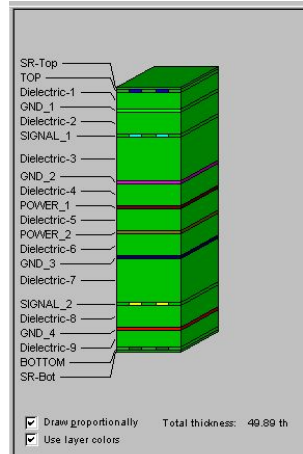 SR-Top
TOP
Dielectric-1
GND_1
Dielectric-2
SIGNAL_1
Dielectric-3
GND_2
Dielectric-4
POWER_1
Dielectric-5
POWER_2
Dielectric-6
GND_3
Dielectric-7
SIGNAL_2
Dielectric-8
GND_4
Dielectric-9
BOTTOM
SR-Bot
Draw proportionally Total thickness: 49.89 th
Use layer colors